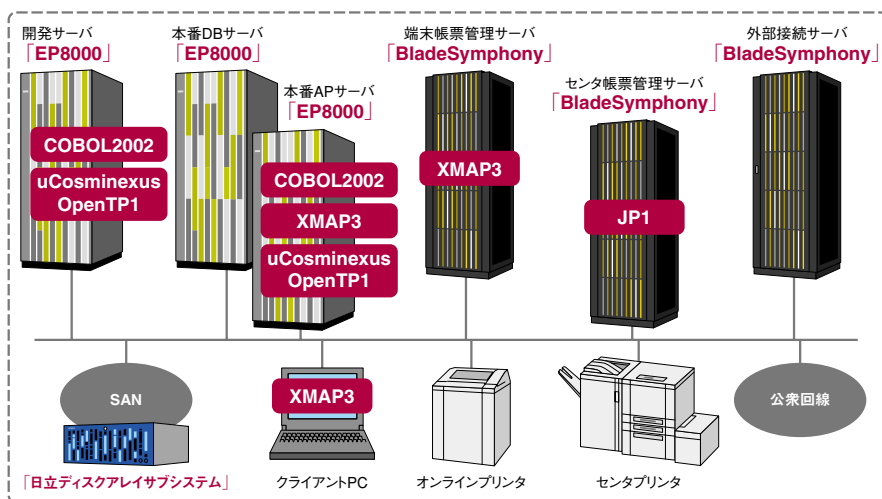 開発サーバ
「EP8000」
COBOL2002
uCosminexus
OpenTP1
本番DBサーバ
「EP8000」
本番APサーバ
「EP8000」
COBOL2002
XMAP3
uCosminexus
OpenTP1
端末帳票管理サーバ
「BladeSymphony」
XMAP3
センタ帳票管理サーバ
「BladeSymphony」
JP1
外部接続サーバ
「BladeSymphony」
SAN
「日立ディスクアレイサブシステム」
XMAP3
クライアントPC
オンラインプリンタ
センタプリンタ
公衆回線